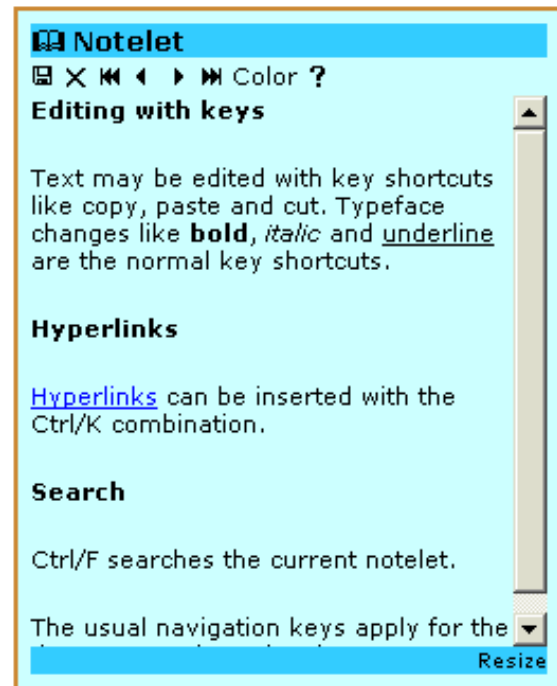 Notelet
Color ?
Editing with keys
Text may be edited with key shortcuts
like copy, paste and cut. Typeface
changes like bold, italic and underline
are the normal key shortcuts.
Hyperlinks
Hyperlinks can be inserted with the
Ctrl/K combination.
Search
Ctrl/F searches the current notelet.
The usual navigation keys apply for the
Resize